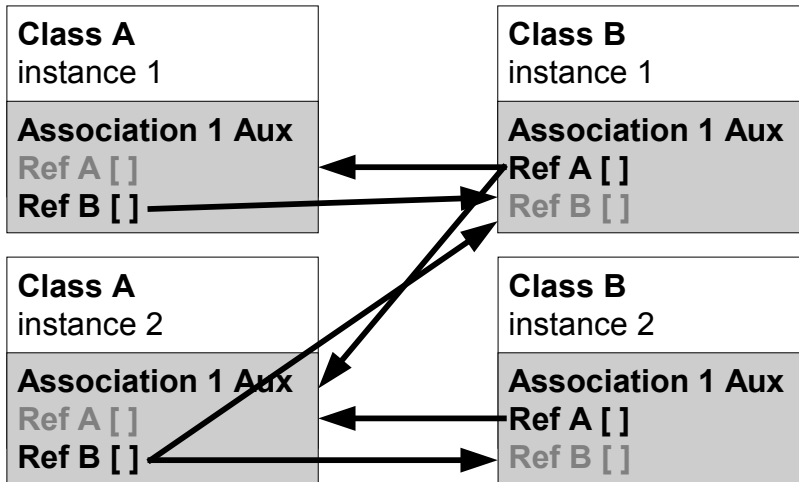 Class A
instance 1
Association 1 Aux
Ref A [ ]
Ref B [ ]
Class B
instance 1
Association 1 Aux
Ref A [ ]
Ref B [ ]
Class A
instance 2
Association 1 Aux
Ref A [ ]
Ref B [ ]
Class B
instance 2
Association 1 Aux
Ref A [ ]
Ref B [ ]